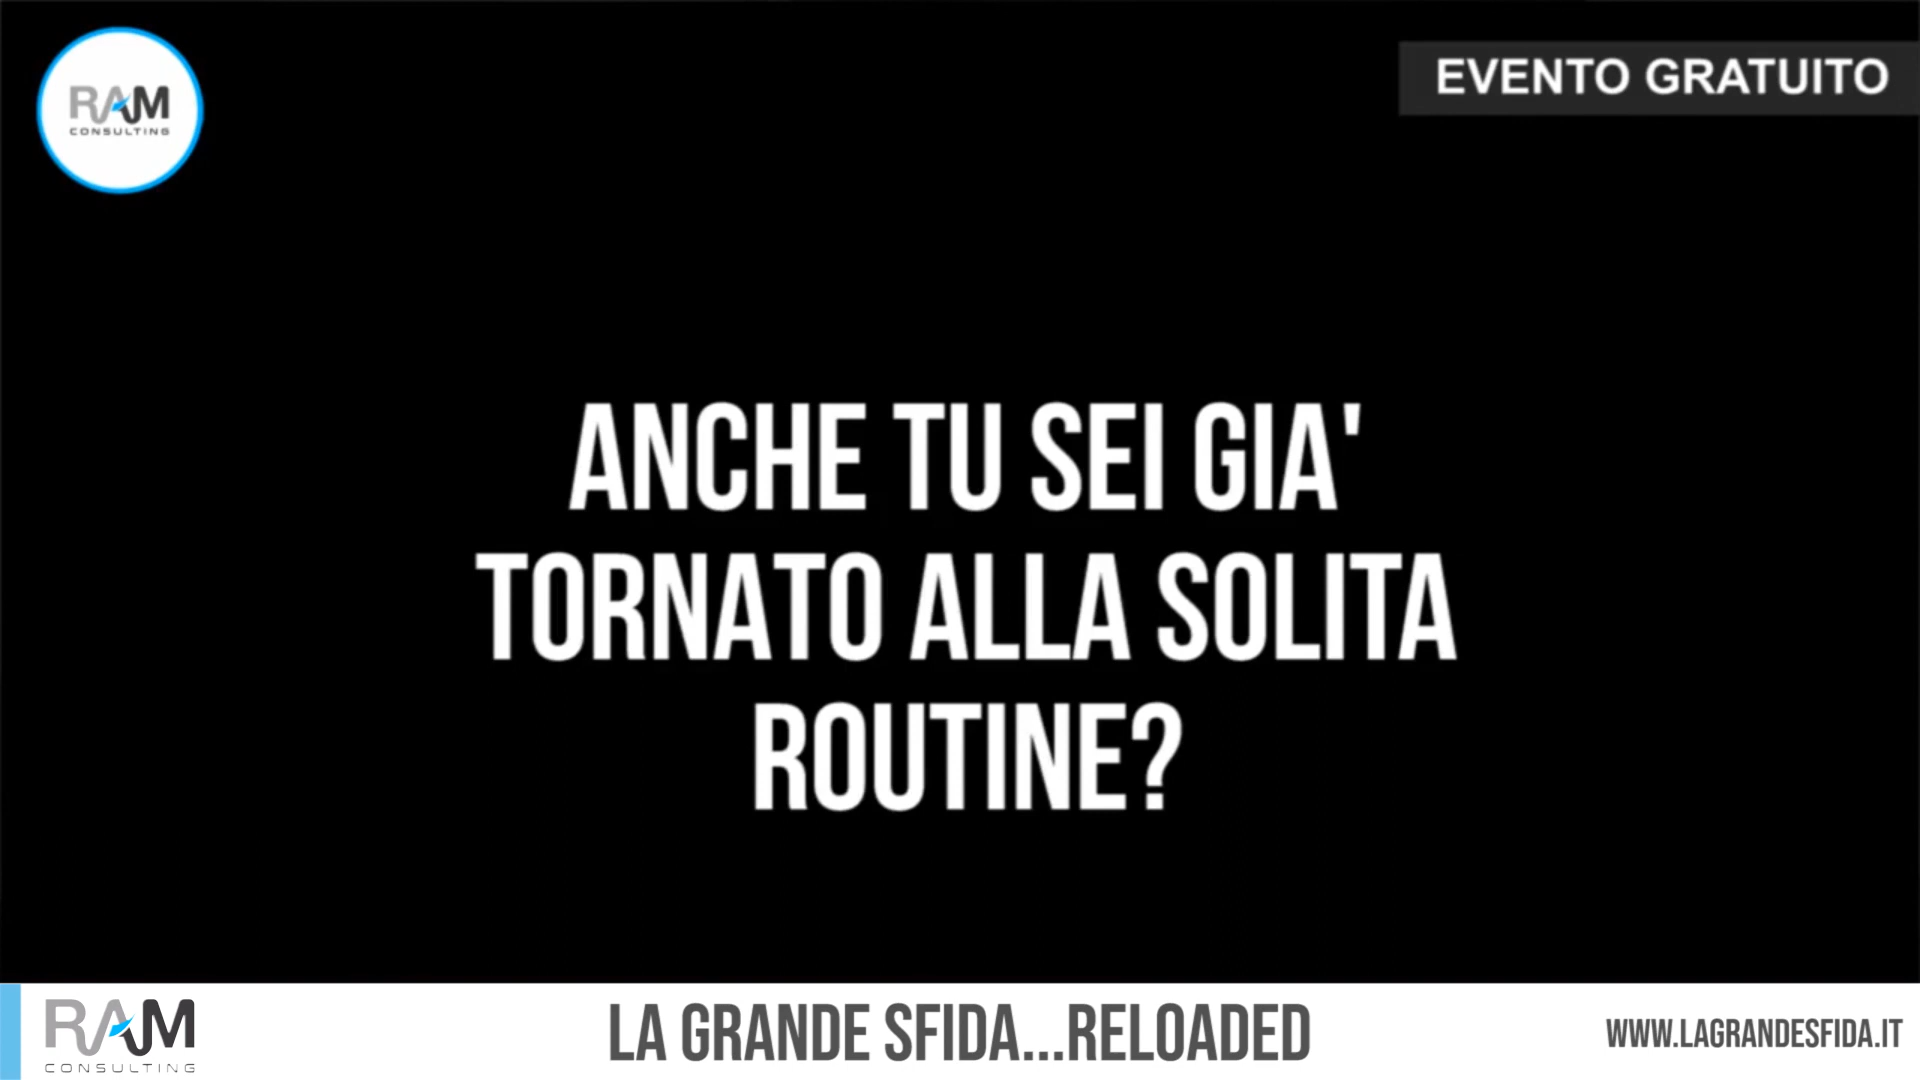 RAM
CONSULTING
EVENTO GRATUITO
ANCHE TU SEI GIA'
TORNATO ALLA SOLITA
ROUTINE?
RAM
CONSULTING
LA GRANDE SFIDA...RELOADED
WWW.LAGRANDESFIDA.IT